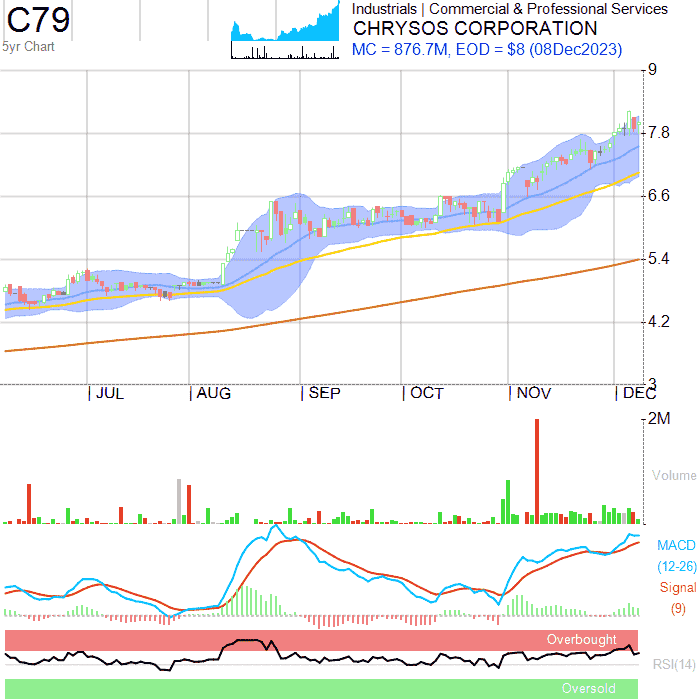 C79
5yr Chart
Industrials | Commercial & Professional Services
CHRYSOS CORPORATION
MC = 876.7M, EOD = $8 (08Dec2023)
9
7.8
6.6
5.4
4.2
3
JUL AUG SEP OCT NOV DEC
2M
Volume
MACD
(12-26)
Signal
(9)
Overbought
RSI(14)
Oversold